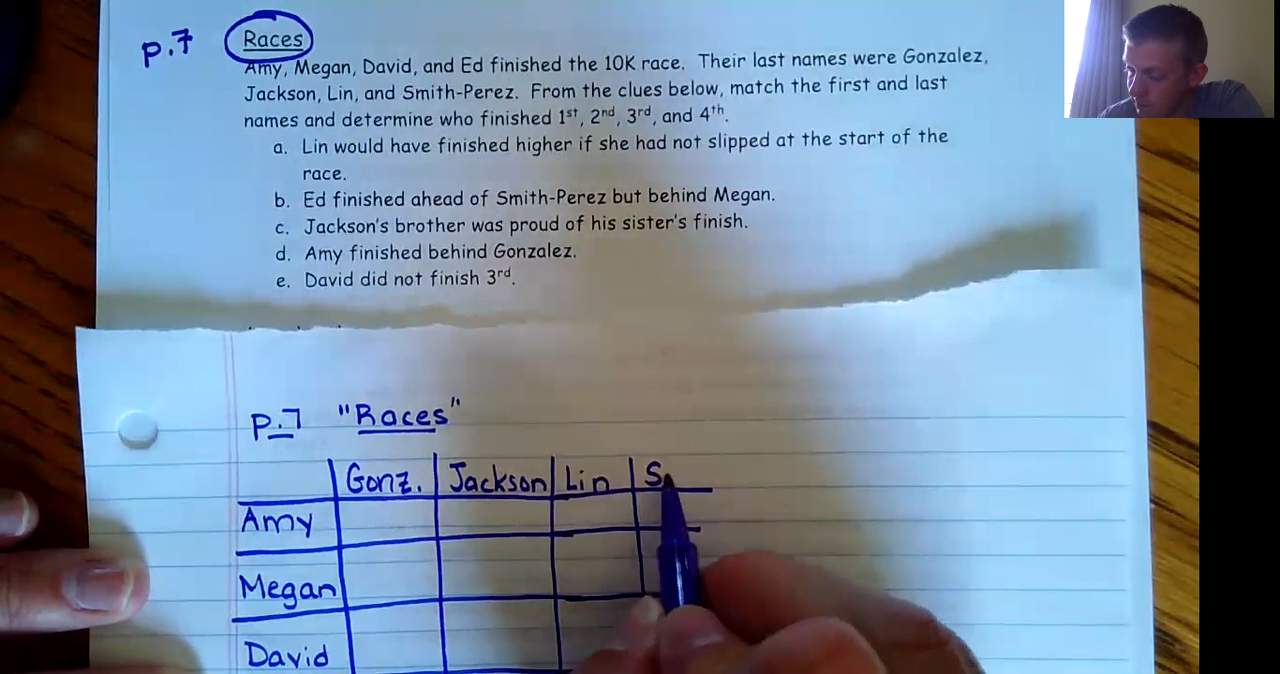 p.7 Races
Amy, Megan, David, and Ed finished the 10K race. Their last names were Gonzalez,
Jackson, Lin, and Smith-Perez. From the clues below, match the first and last
names and determine who finished 1st, 2nd, 3rd, and 4th.
a. Lin would have finished higher if she had not slipped at the start of the
race.
b. Ed finished ahead of Smith-Perez but behind Megan.
c. Jackson's brother was proud of his sister's finish.
d. Amy finished behind Gonzalez.
e. David did not finish 3rd.
p.7 "Races"
Gonz. Jackson Lin S
Amy
Megan
David